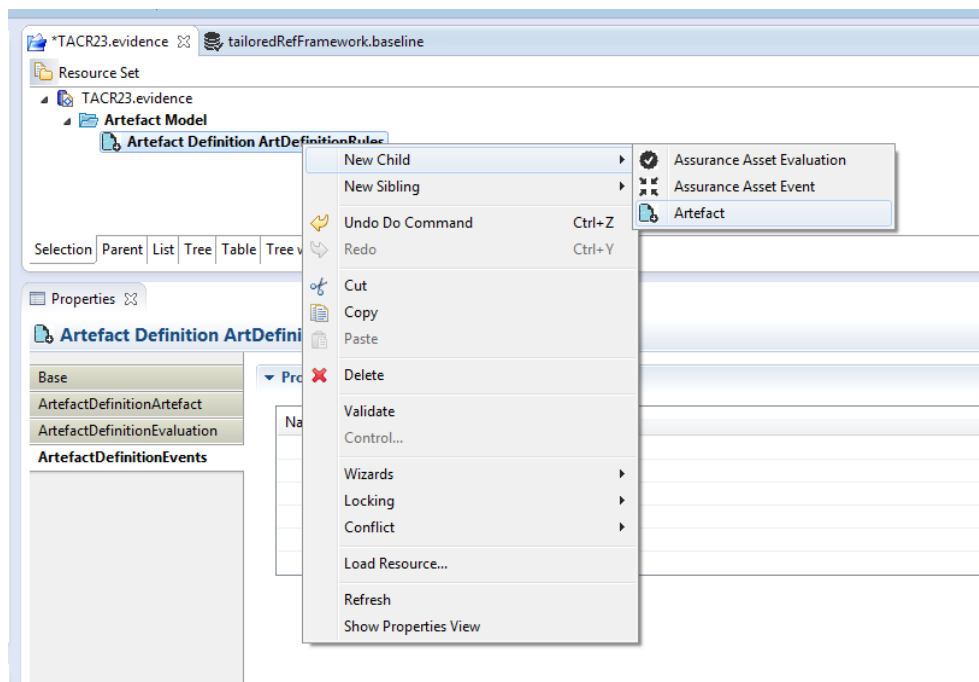 *TACR23.evidence tailoredRefFramework.baseline
Resource Set
TACR23.evidence
Artefact Model
Artefact Definition ArtDefinitionRules
New Child
Assurance Asset Evaluation
New Sibling
Assurance Asset Event
Artefact
Undo Do Command Ctrl+Z
Selection Parent List Tree Table Tree
Redo Ctrl+Y
Cut
Properties
Copy
Artefact Definition ArtDefini
Paste
Base
Delete
ArtefactDefinitionArtefact
ArtefactDefinitionEvaluation
Validate
Control...
ArtefactDefinitionEvents
Wizards
Locking
Conflict
Load Resource...
Refresh
Show Properties View